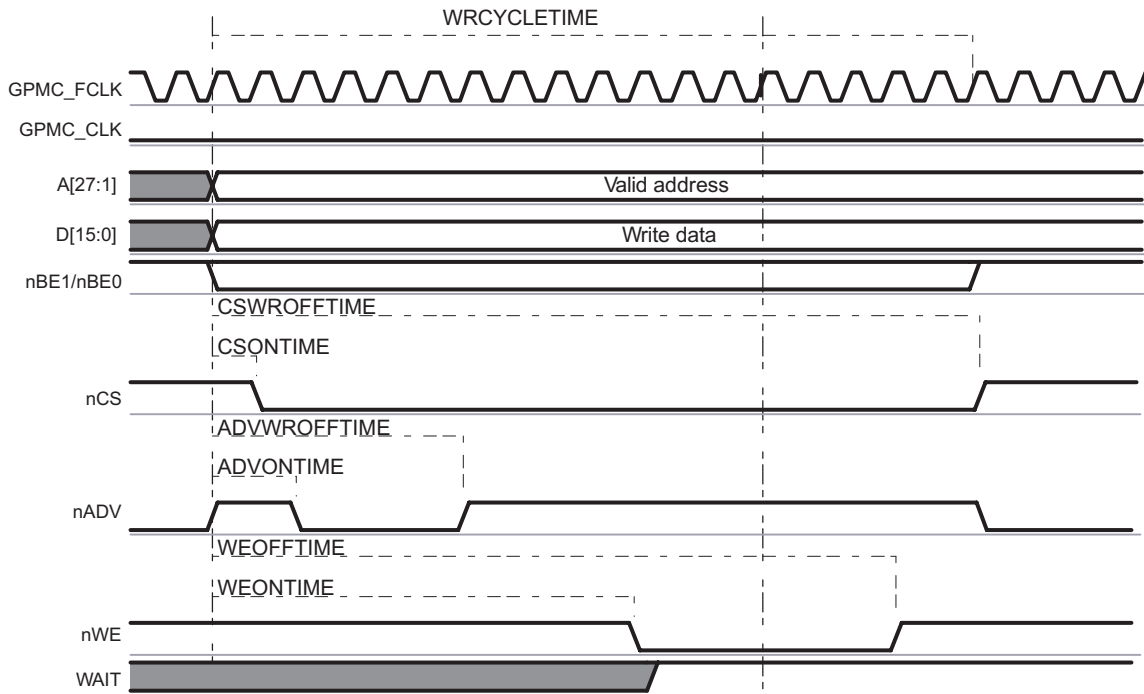 WRCYCLETIME
GPMC_FCLK
GPMC_CLK
A[27:1]
Valid address
D[15:0]
Write data
nBE1/nBE0
CSWROFFTIME
CSONTIME
nCS
ADVWROFFTIME
ADVONTIME
nADV
WEOFFTIME
WEONTIME
nWE
WAIT